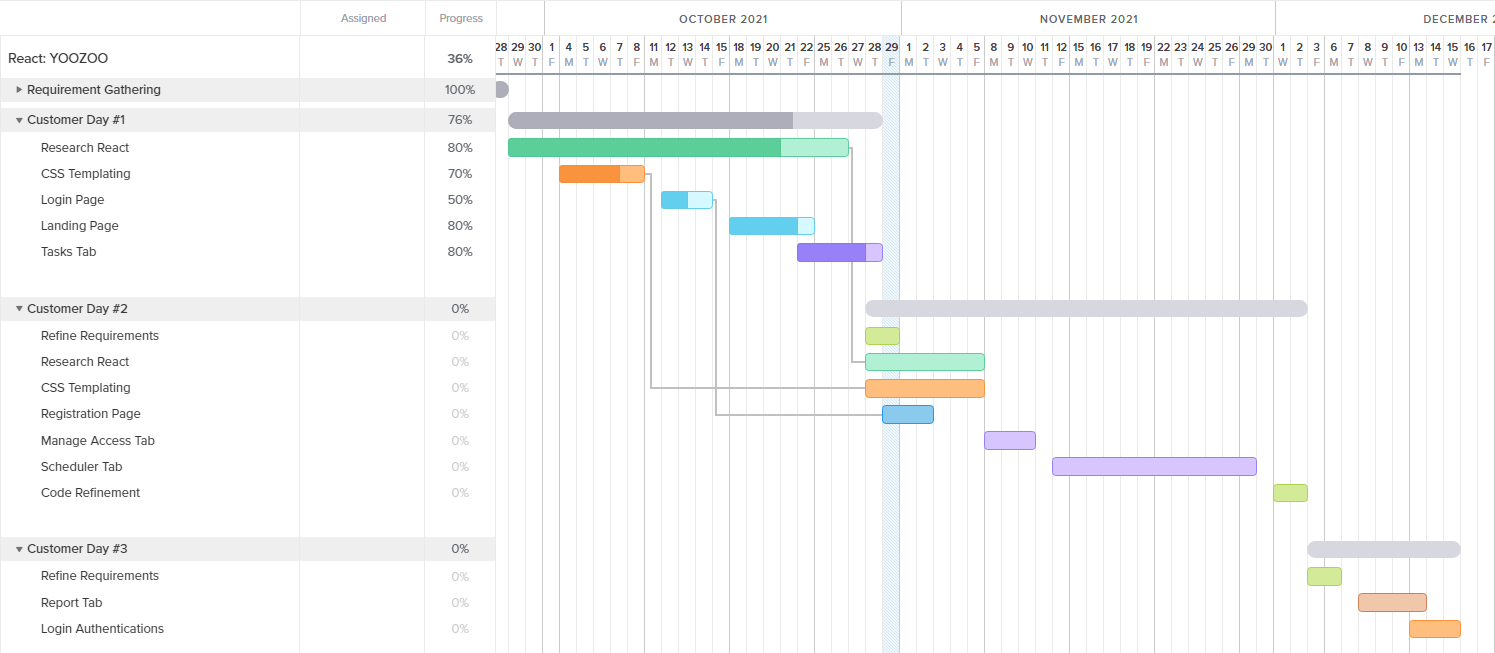 Assigned Progress OCTOBER 2021 NOVEMBER 2021 DECEMBER 2
28 29 30 1 4 5 6 7 8 11 12 13 14 15 18 19 20 21 22 25 26 27 28 29 1 2 3 4 5 8 9 10 11 12 15 16 17 18 19 22 23 24 25 26 29 30 1 2 3 6 7 8 9 10 13 14 15 16 17
React: YOOZOO 36% T W T F M T W T F M T W T F M T W T F M T W T F M T W T F M T W T F M T W T F M T W T F M T W T F M T W T F M T W T F
Requirement Gathering 100%
Customer Day #1 76%
Research React 80%
CSS Templating 70%
Login Page 50%
Landing Page 80%
Tasks Tab 80%
Customer Day #2 0%
Refine Requirements 0%
Research React 0%
CSS Templating 0%
Registration Page 0%
Manage Access Tab 0%
Scheduler Tab 0%
Code Refinement 0%
Customer Day #3 0%
Refine Requirements 0%
Report Tab 0%
Login Authentications 0%